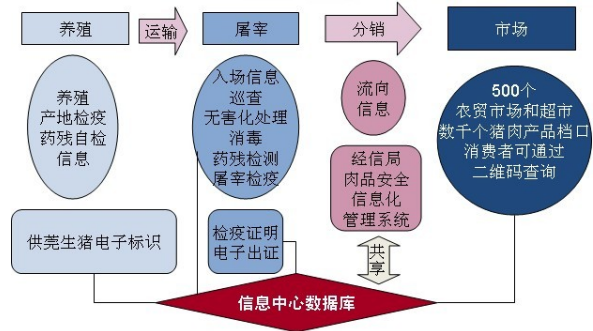 养殖
运输
屠宰
分销
市场
养殖
产地检疫
药残自检
信息
入场信息
巡查
无害化处理
消毒
药残检测
屠宰检疫
流向
信息
500个
农贸市场和超市
数千个猪肉产品档口
消费者可通过
二维码查询
供莞生猪电子标识
检疫证明
电子出证
经信局
肉品安全
信息化
管理系统
共享
信息中心数据库